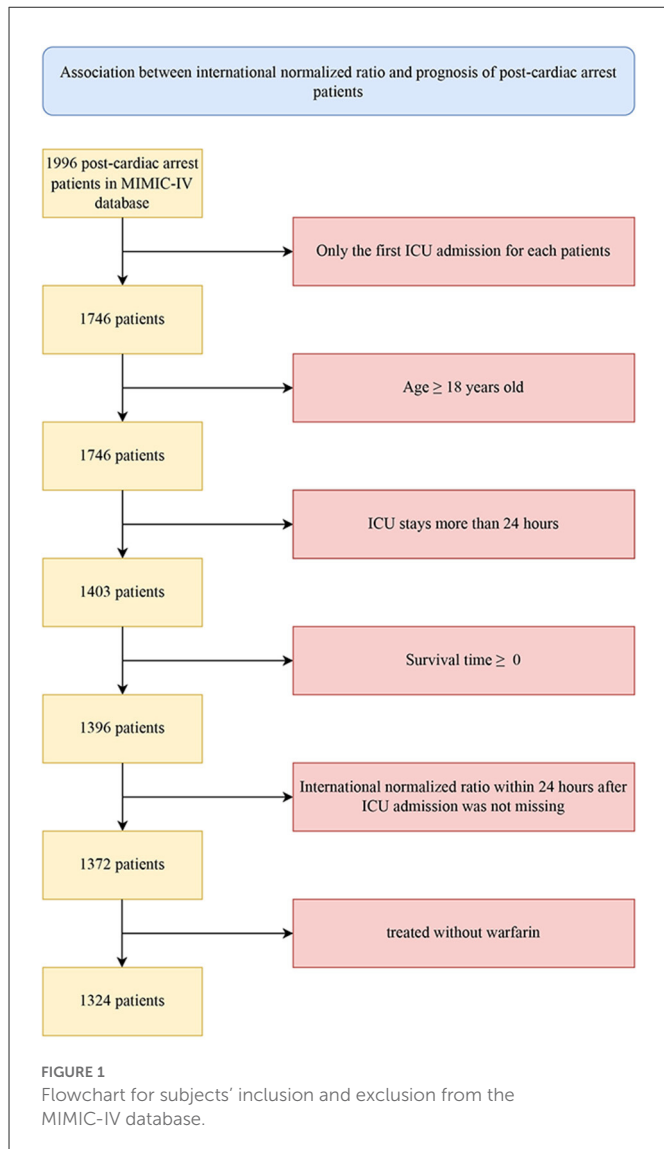 Association between international normalized ratio and prognosis of post-cardiac arrest
patients
1996 post-cardiac arrest
patients in MIMIC-IV
database
Only the first ICU admission for each patients
1746 patients
Age ≥ 18 years old
1746 patients
ICU stays more than 24 hours
1403 patients
Survival time ≥ 0
1396 patients
International normalized ratio within 24 hours after
ICU admission was not missing
1372 patients
treated without warfarin
1324 patients
FIGURE 1
Flowchart for subjects' inclusion and exclusion from the
MIMIC-IV database.